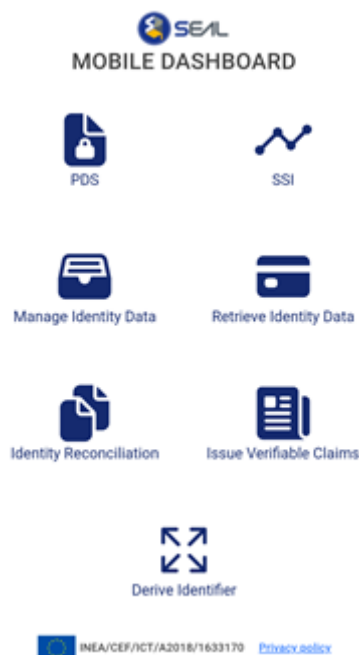 SEAL
MOBILE DASHBOARD
PDS
SSI
Manage Identity Data
Retrieve Identity Data
Identity Reconciliation
Issue Verifiable Claims
Derive Identifier
INEA/CEF/ICT/A2018/1633170 Privacy policy